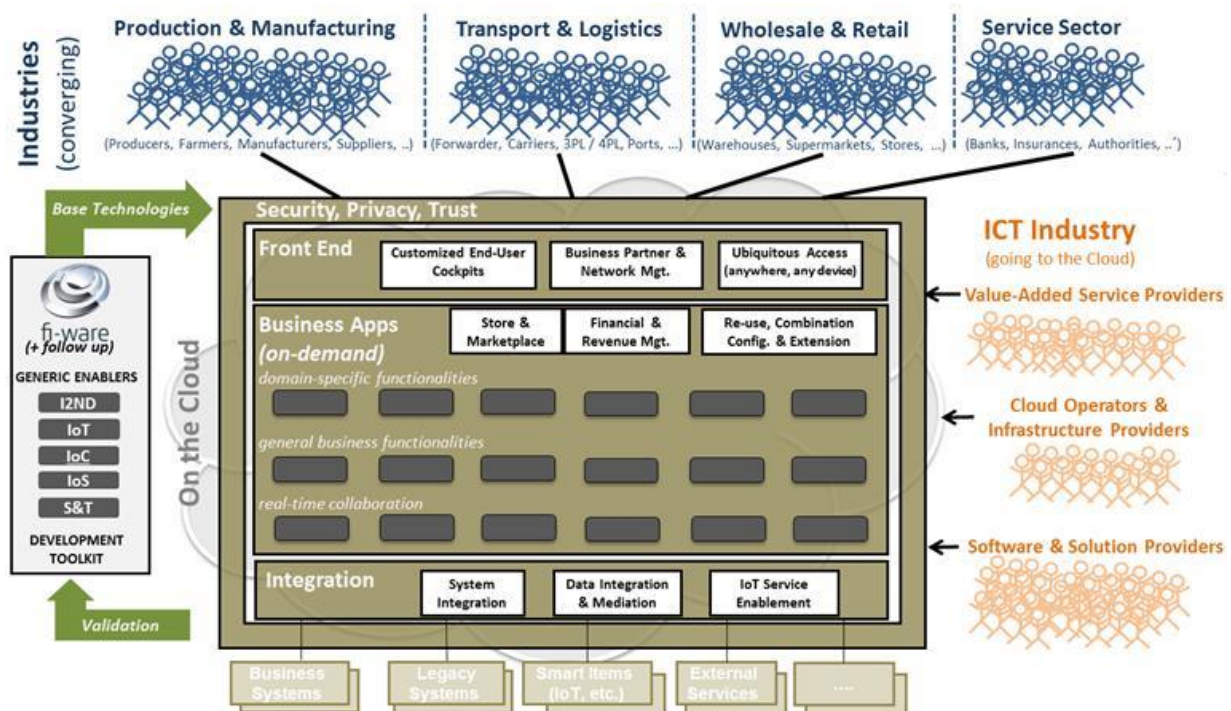 Industries
(converging)
Production & Manufacturing
(Producers, Farmers, Manufacturers, Suppliers, ..)
Transport & Logistics
(Forwarder, Carriers, 3PL / 4PL, Ports, ...)
Wholesale & Retail
(Warehouses, Supermarkets, Stores, ...)
Service Sector
(Banks, Insurances, Authorities, ..´)
Base Technologies
fi-ware
(+ follow up)
GENERIC ENABLERS
I2ND
IoT
IoC
IoS
S&T
DEVELOPMENT
TOOLKIT
Validation
On the Cloud
Security, Privacy, Trust
Front End
Customized End-User
Cockpits
Business Partner &
Network Mgt.
Ubiquitous Access
(anywhere, any device)
Business Apps
(on-demand)
Store &
Marketplace
Financial &
Revenue Mgt.
Re-use, Combination
Config. & Extension
domain-specific functionalities
general business functionalities
real-time collaboration
Integration
System
Integration
Data Integration
& Mediation
IoT Service
Enablement
Business
Systems
Legacy
Systems
Smart Items
(IoT, etc.)
External
Services
....
ICT Industry
(going to the Cloud)
Value-Added Service Providers
Cloud Operators &
Infrastructure Providers
Software & Solution Providers